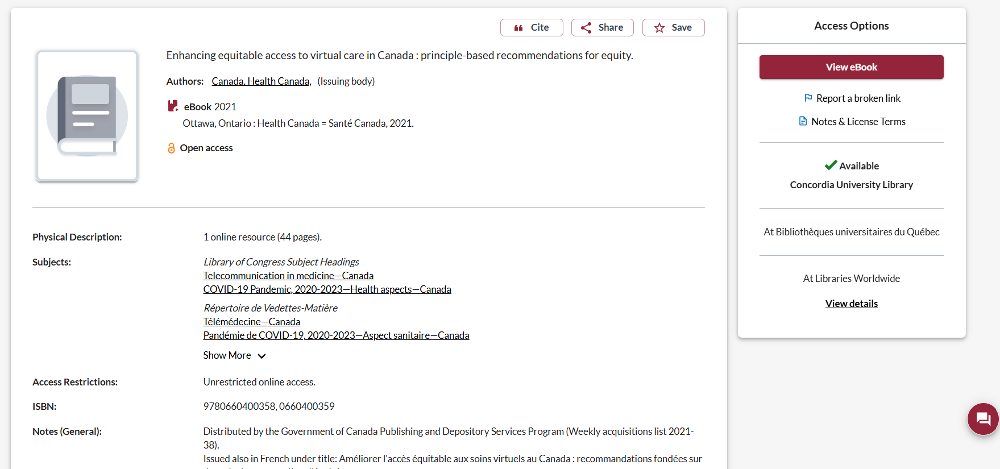 Cite
Share
Save
Enhancing equitable access to virtual care in Canada : principle-based recommendations for equity.
Authors: Canada. Health Canada, (Issuing body)
eBook 2021
Ottawa, Ontario : Health Canada = Santé Canada, 2021.
Open access
Physical Description: 1 online resource (44 pages).
Subjects: Library of Congress Subject Headings
Telecommunication in medicine—Canada
COVID-19 Pandemic, 2020-2023—Health aspects—Canada
Répertoire de Vedettes-Matière
Télémédecine—Canada
Pandémie de COVID-19, 2020-2023—Aspect sanitaire—Canada
Show More
Access Restrictions: Unrestricted online access.
ISBN: 9780660400358, 0660400359
Notes (General): Distributed by the Government of Canada Publishing and Depository Services Program (Weekly acquisitions list 2021-
38).
Issued also in French under title: Améliorer l'accès équitable aux soins virtuels au Canada : recommandations fondées sur
Access Options
View eBook
Report a broken link
Notes & License Terms
Available
Concordia University Library
At Bibliothèques universitaires du Québec
At Libraries Worldwide
View details